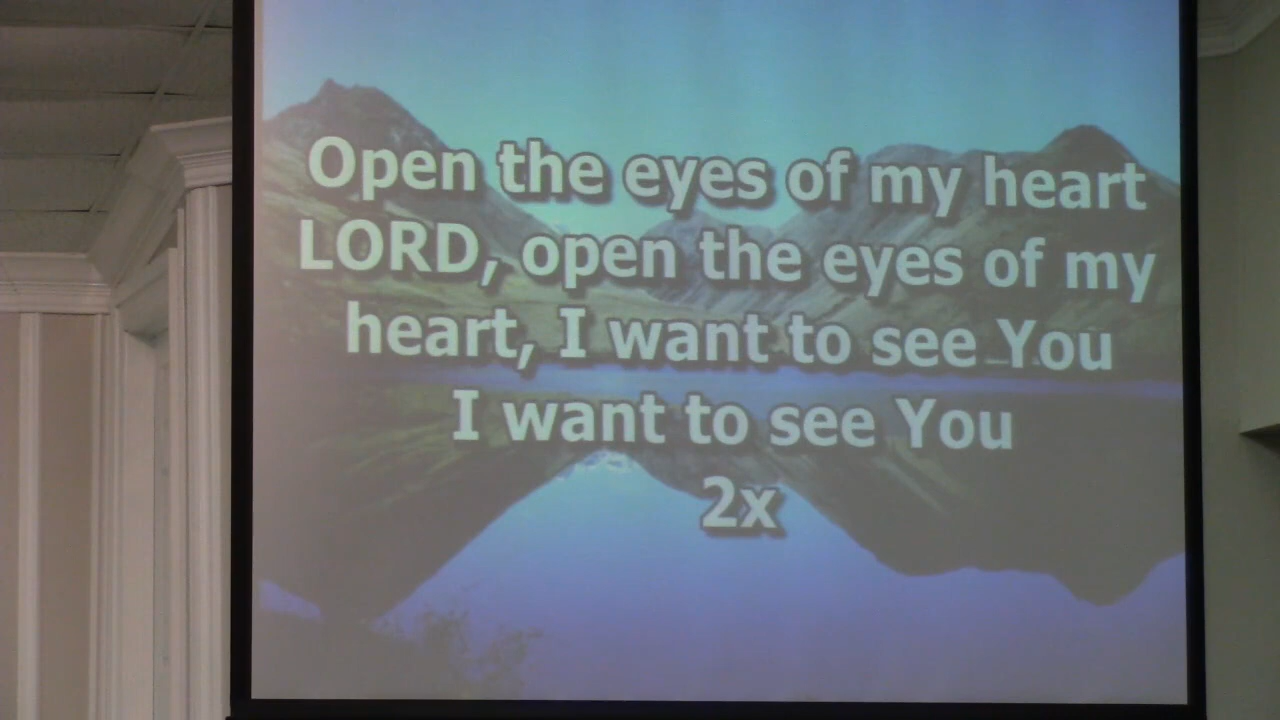 Open the eyes of my heart
LORD, open the eyes of my
heart, I want to see You
I want to see You
2x